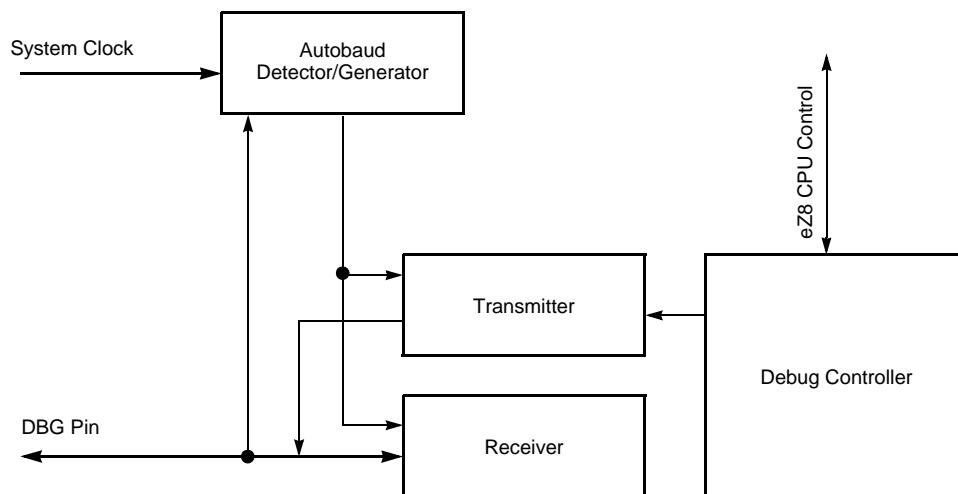 System Clock
Autobaud
Detector/Generator
eZ8 CPU Control
Transmitter
Debug Controller
DBG Pin
Receiver